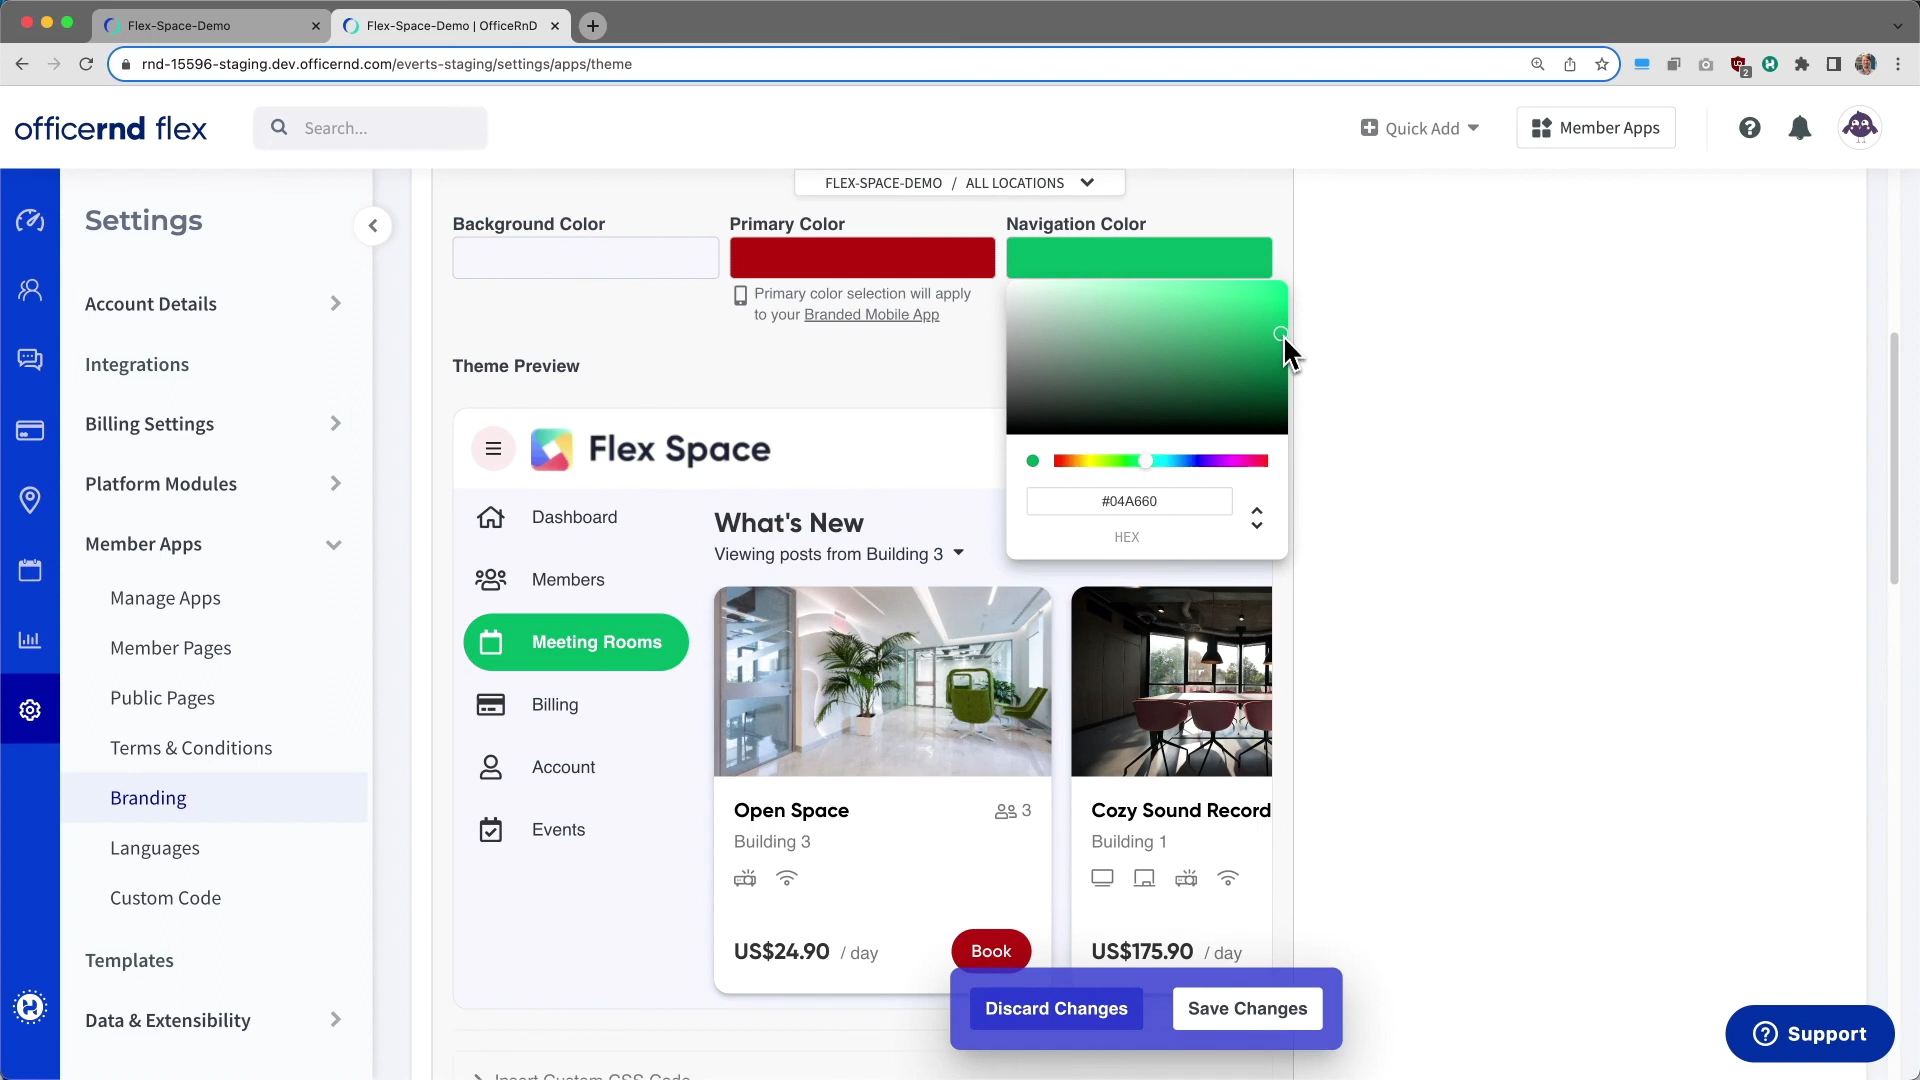 Flex-Space-Demo
Flex-Space-Demo | OfficeRnD
rnd-15596-staging.dev.officernd.com/everts-staging/settings/apps/theme
2
officernd flex
Search...
Quick Add
Member Apps
Settings
Account Details
Integrations
Billing Settings
Platform Modules
Member Apps
Manage Apps
Member Pages
Public Pages
Terms & Conditions
Branding
Languages
Custom Code
Templates
Data & Extensibility
FLEX-SPACE-DEMO / ALL LOCATIONS
Background Color
Primary Color
Navigation Color
Primary color selection will apply
to your Branded Mobile App
#04A660
HEX
Theme Preview
Flex Space
Dashboard
Members
Meeting Rooms
Billing
Account
Events
What's New
Viewing posts from Building 3
Open Space
3
Building 3
US$24.90 / day
Book
Cozy Sound Record
Building 1
US$175.90 / day
Discard Changes
Save Changes
Insert Custom CSS Code
Support